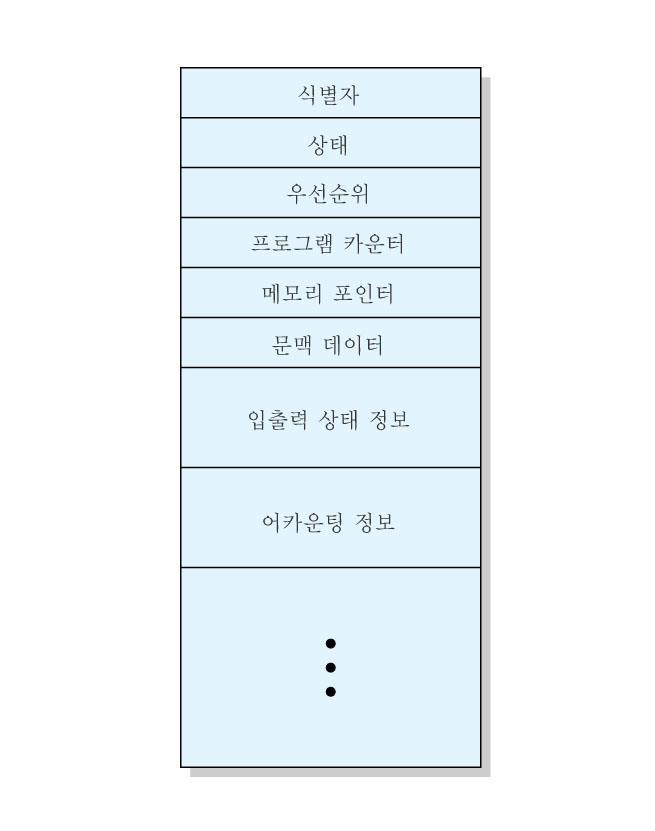 식별자
상태
우선순위
프로그램 카운터
메모리 포인터
문맥 데이터
입출력 상태 정보
어카운팅 정보